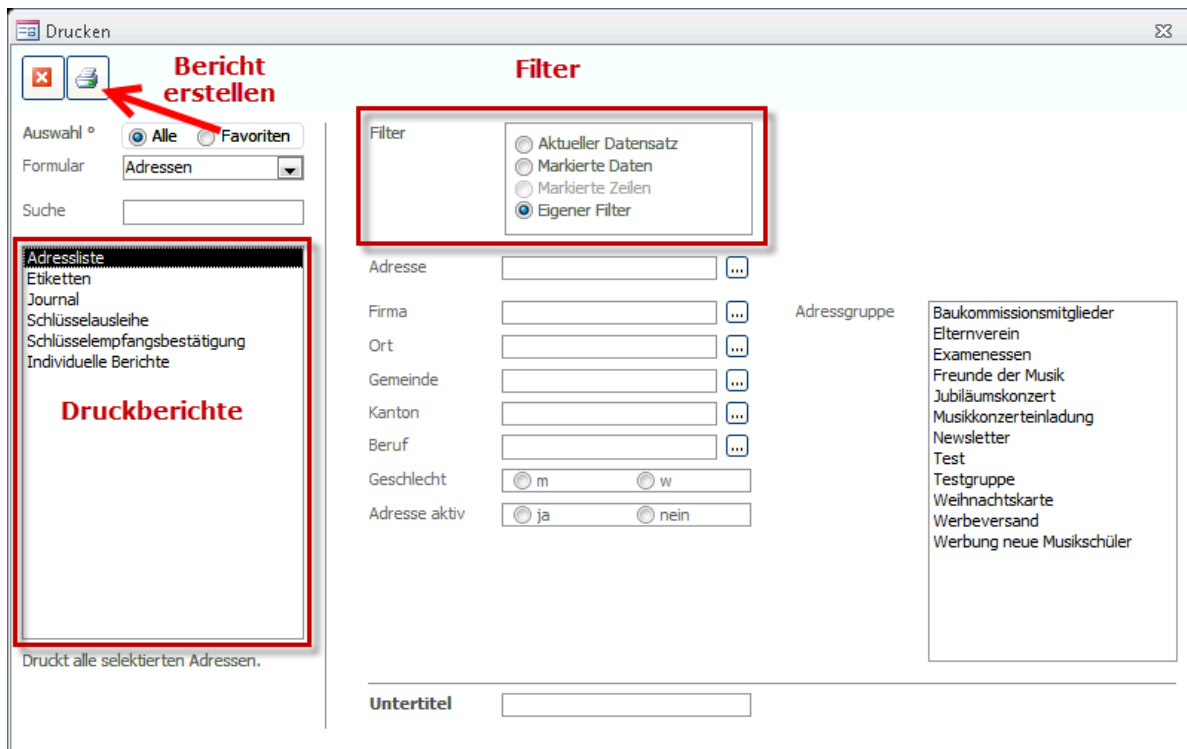 Drucken
Bericht
erstellen
Filter
Auswahl °
Alle
Favoriten
Formular
Adressen
Suche
Adressliste
Etiketten
Journal
Schlüsselausleihe
Schlüsselempfangsbestätigung
Individuelle Berichte
Druckberichte
Druckt alle selektierten Adressen.
Filter
Aktueller Datensatz
Markierte Daten
Markierte Zeilen
Eigener Filter
Adresse
...
Firma
...
Ort
...
Gemeinde
...
Kanton
...
Beruf
...
Geschlecht
m
w
Adresse aktiv
ja
nein
Adressgruppe
Baukommissionsmitglieder
Elternverein
Examenessen
Freunde der Musik
Jubiläumskonzert
Musikkonzerteinladung
Newsletter
Test
Testgruppe
Weihnachtskarte
Werbeversand
Werbung neue Musikschüler
Untertitel